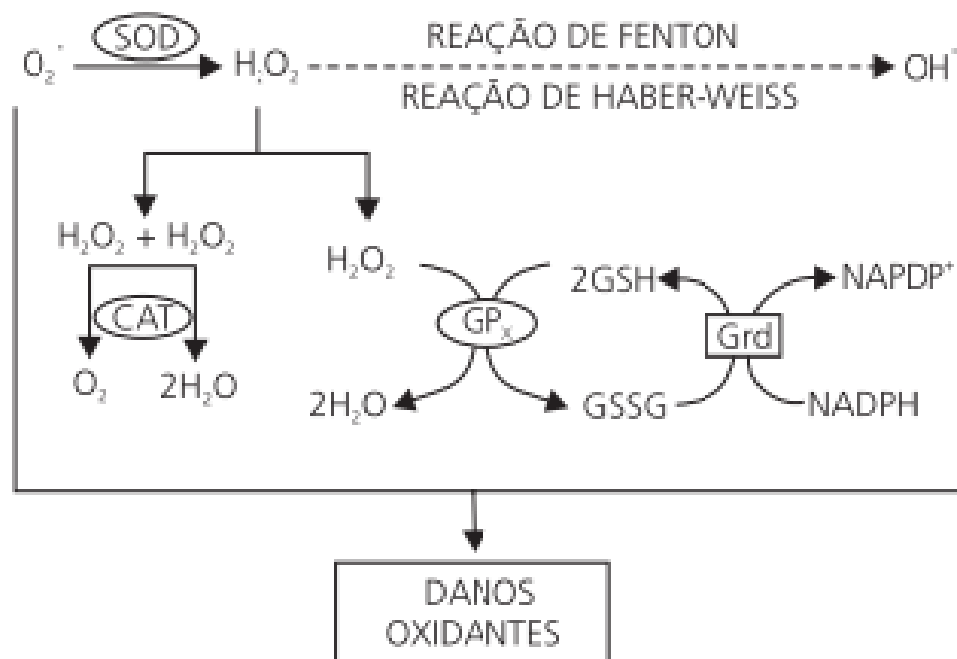 SOD
REAÇÃO DE FENTON
O₂˙ H₂O₂ OH˙
REAÇÃO DE HABER-WEISS
H₂O₂ + H₂O₂
H₂O₂ 2GSH NAPDP⁺
CAT GPₓ Grd
O₂ 2H₂O
2H₂O GSSG NADPH
DANOS
OXIDANTES